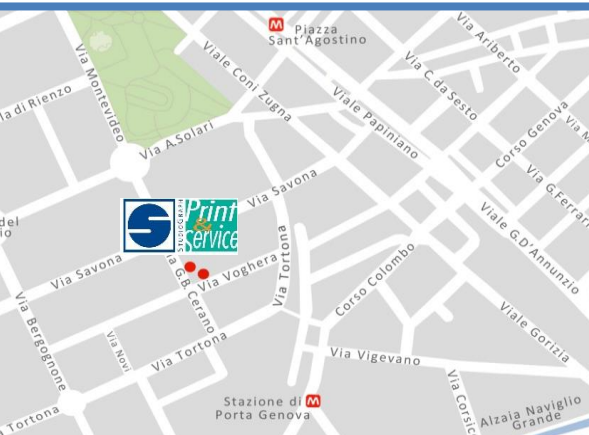 M
Piazza
Sant'Agostino
Via Ariberto
Via Montevideo
Viale Coni Zugna
Via C.da Sesto
la di Rienzo
Viale Papiniano
Corso Genova
Via A.Solari
Via G.Ferrari
Via Savona
S
STUDIOGRAPH
Print
&
Service
Viale G.D'Annunzio
del
Via Savona
Via G.B. Cerano
Via Voghera
Via Tortona
Corso Colombo
Via Bergognone
Via Novi
Via Tortona
Via Vigevano
Viale Gorizia
Stazione di M
Porta Genova
Via Corsic
Alzaia Naviglio
Grande
Tortona